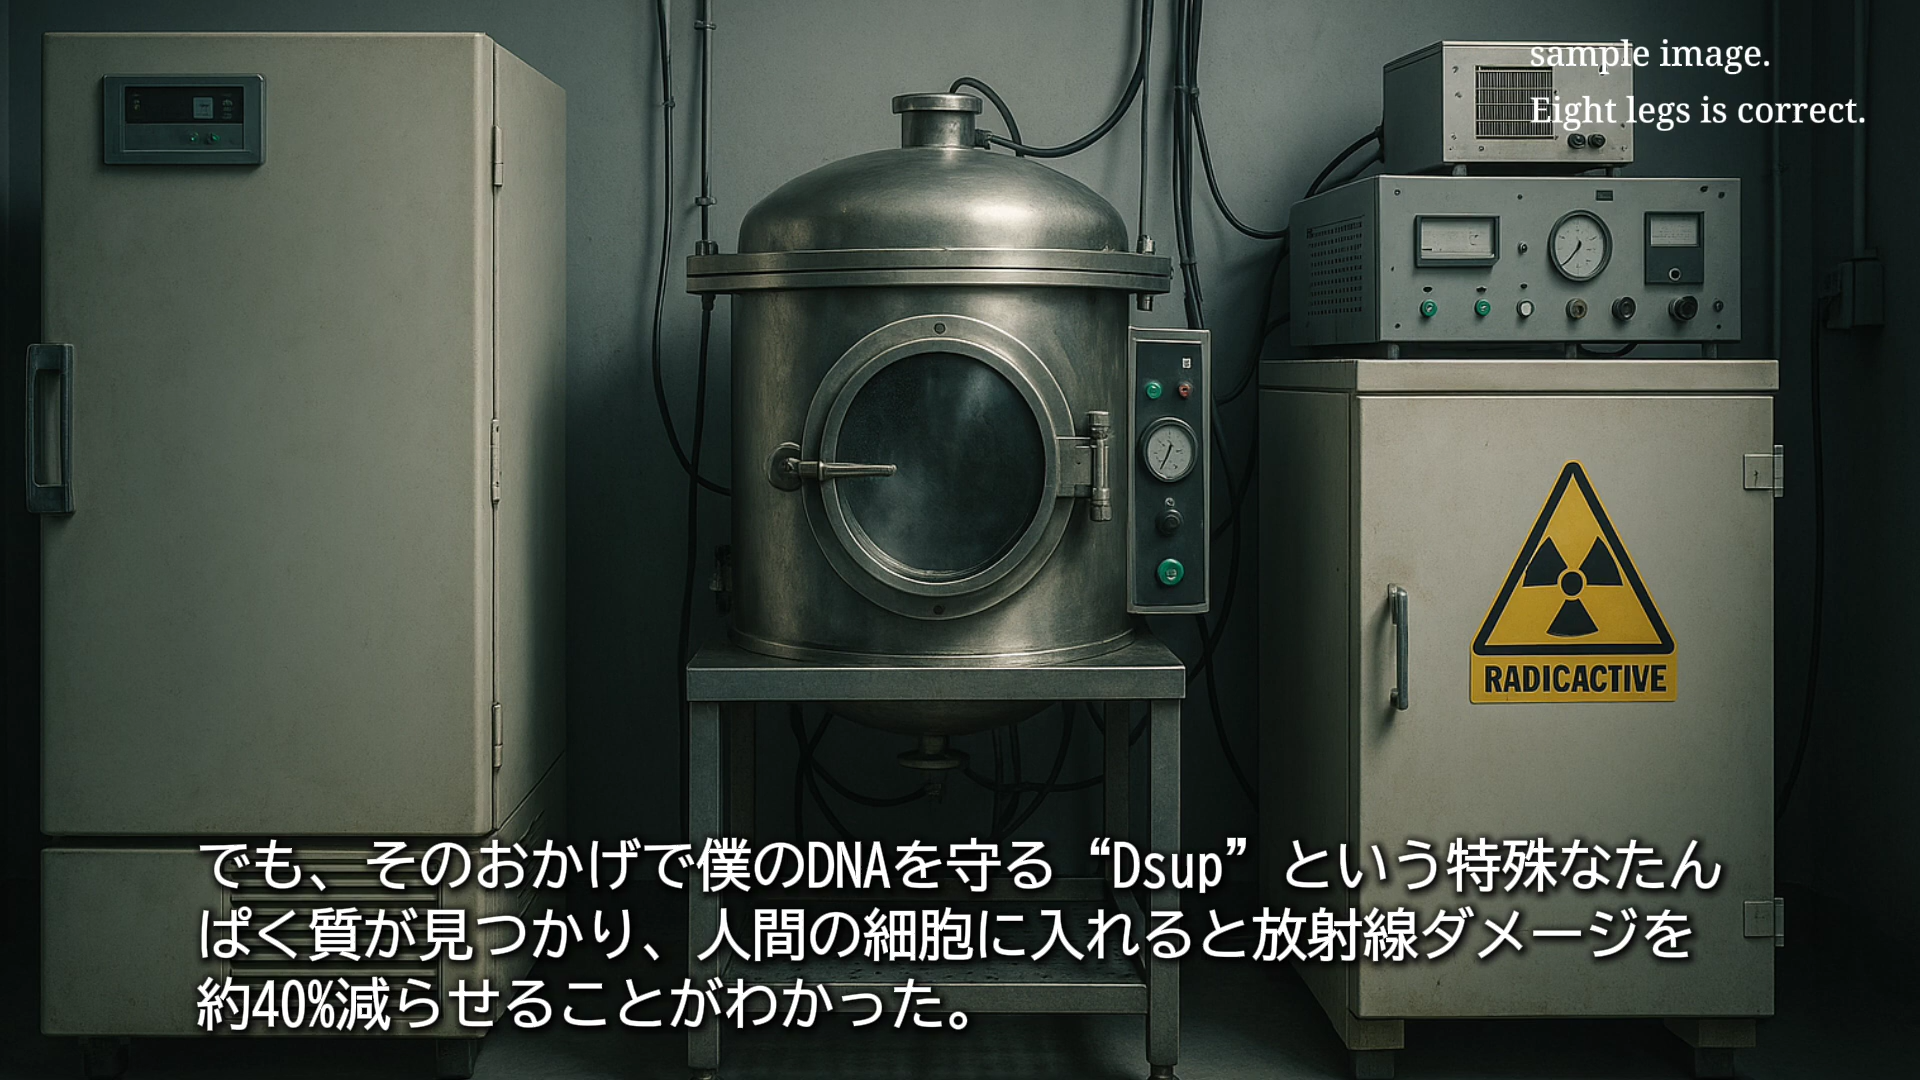 sample image.
Eight legs is correct.
RADICACTIVE
でも、そのおかげで僕のDNAを守る“Dsup”という特殊なたん
ぱく質が見つかり、人間の細胞に入れると放射線ダメージを
約40%減らせることがわかった。